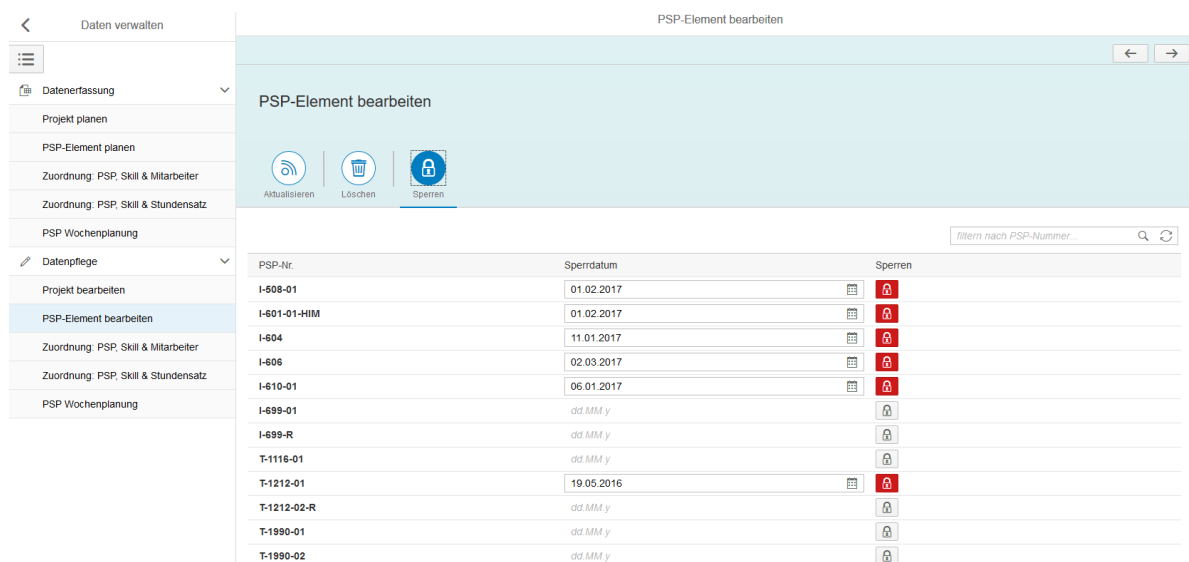 Daten verwalten
PSP-Element bearbeiten
Datenerfassung
Projekt planen
PSP-Element planen
Zuordnung: PSP, Skill & Mitarbeiter
Zuordnung: PSP, Skill & Stundensatz
PSP Wochenplanung
Datenpflege
Projekt bearbeiten
PSP-Element bearbeiten
Zuordnung: PSP, Skill & Mitarbeiter
Zuordnung: PSP, Skill & Stundensatz
PSP Wochenplanung
PSP-Element bearbeiten
Aktualisieren Löschen Sperren
filtern nach PSP-Nummer...
PSP-Nr. Sperrdatum Sperren
I-508-01 01.02.2017
I-601-01-HIM 01.02.2017
I-604 11.01.2017
I-606 02.03.2017
I-610-01 06.01.2017
I-699-01 dd.MM.y
I-699-R dd.MM.y
T-1116-01 dd.MM.y
T-1212-01 19.05.2016
T-1212-02-R dd.MM.y
T-1990-01 dd.MM.y
T-1990-02 dd.MM.y